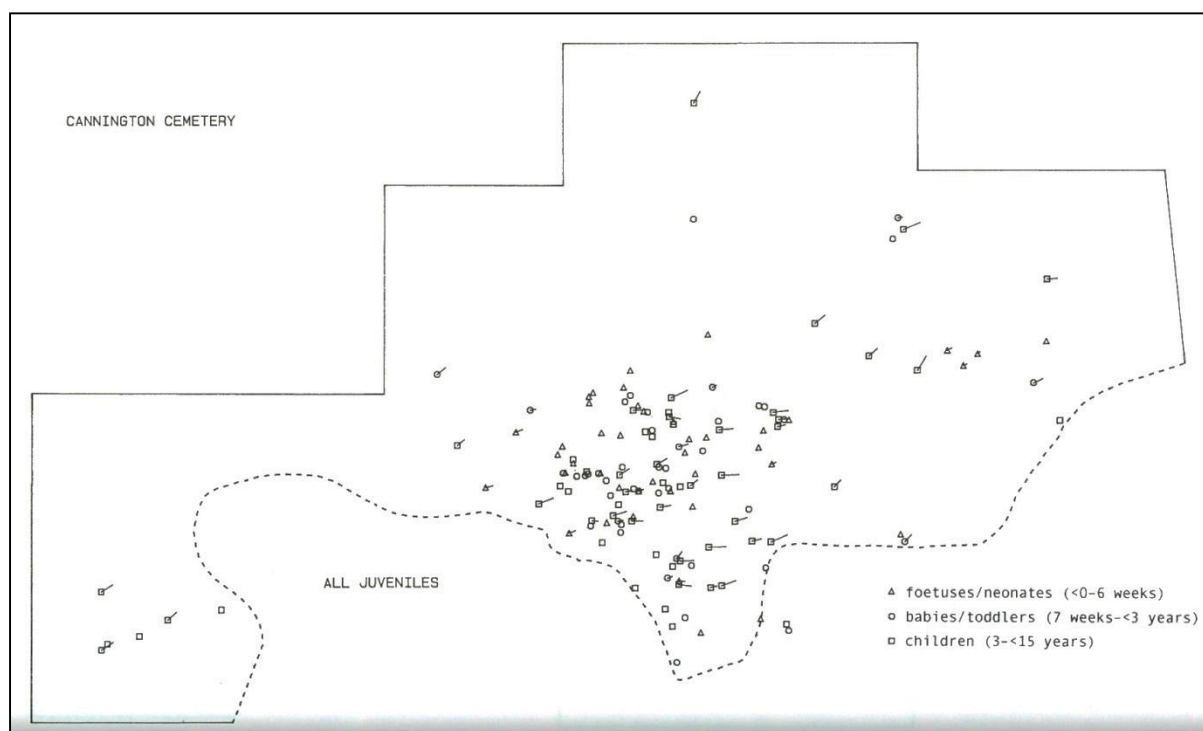 CANNINGTON CEMETERY
ALL JUVENILES
foetuses/neonates (<0-6 weeks)
babies/toddlers (7 weeks-<3 years)
children (3-<15 years)